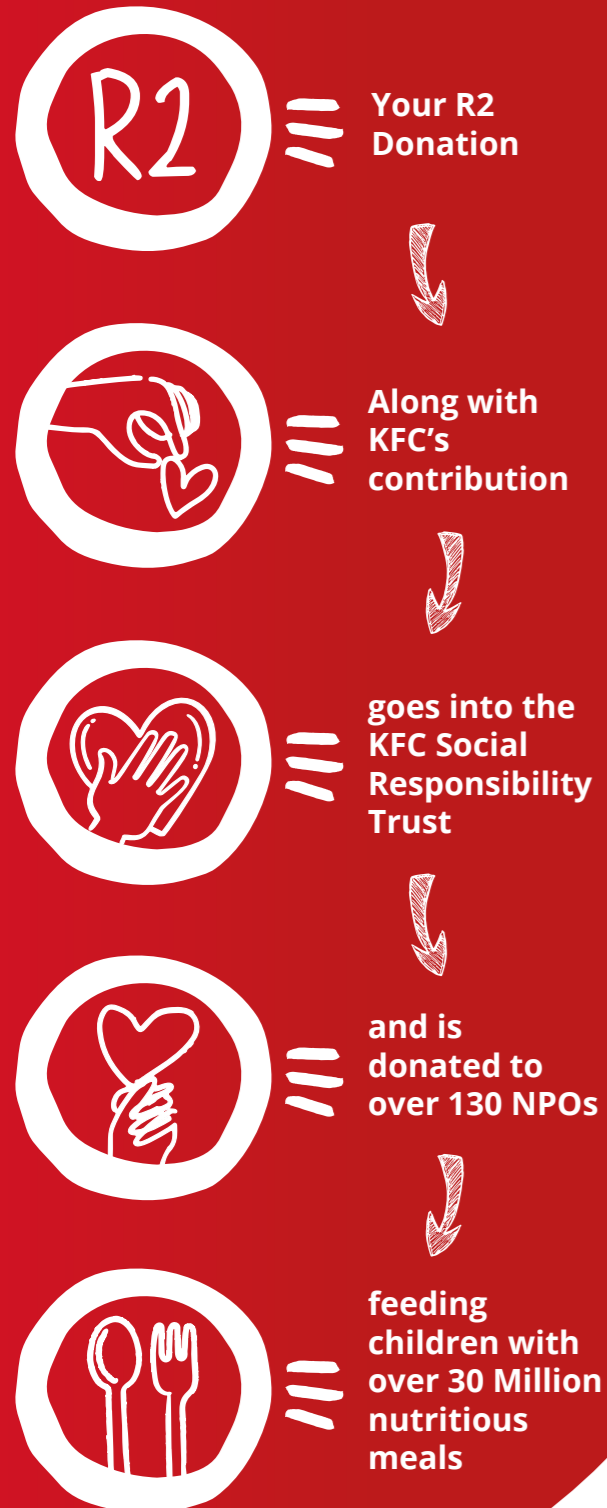 R2
Your R2
Donation
Along with
KFC’s
contribution
goes into the
KFC Social
Responsibility
Trust
and is
donated to
over 130 NPOs
feeding
children with
over 30 Million
nutritious
meals